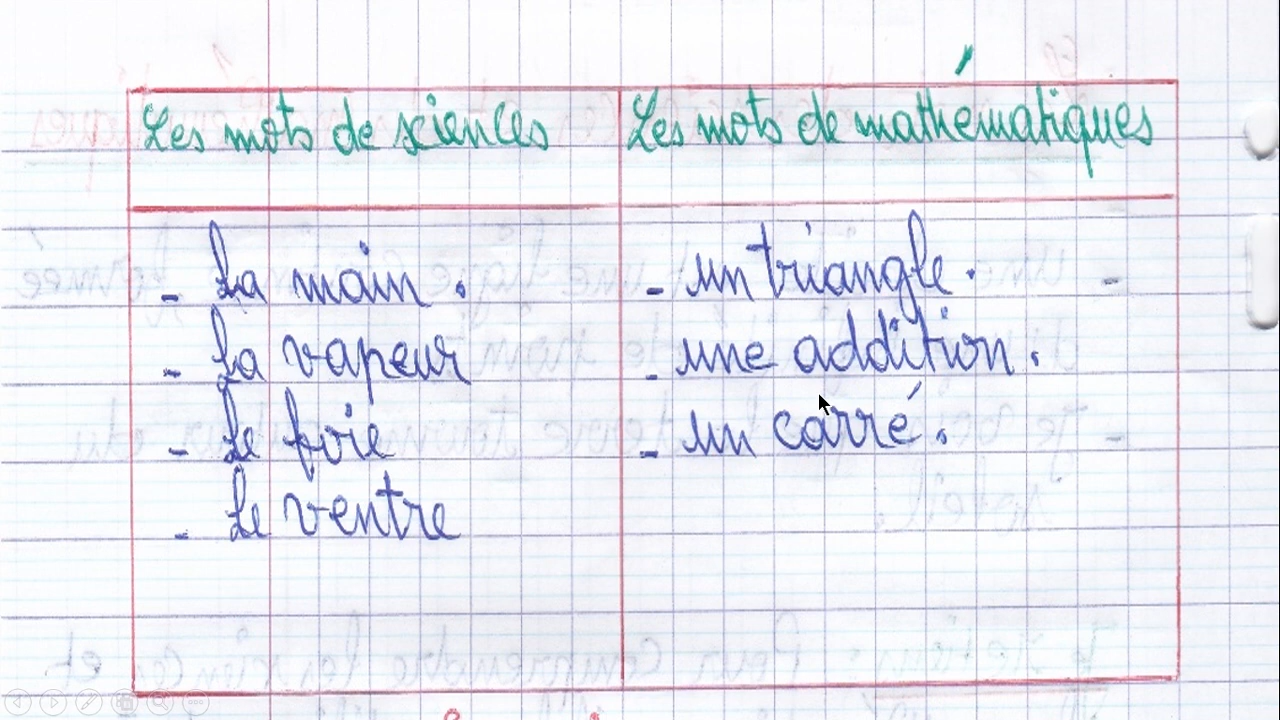 Les mots de sciences
Les mots de mathématiques
- La main.
- La vapeur
- Le foie
- Le ventre
- un triangle.
- une addition.
- un carré.